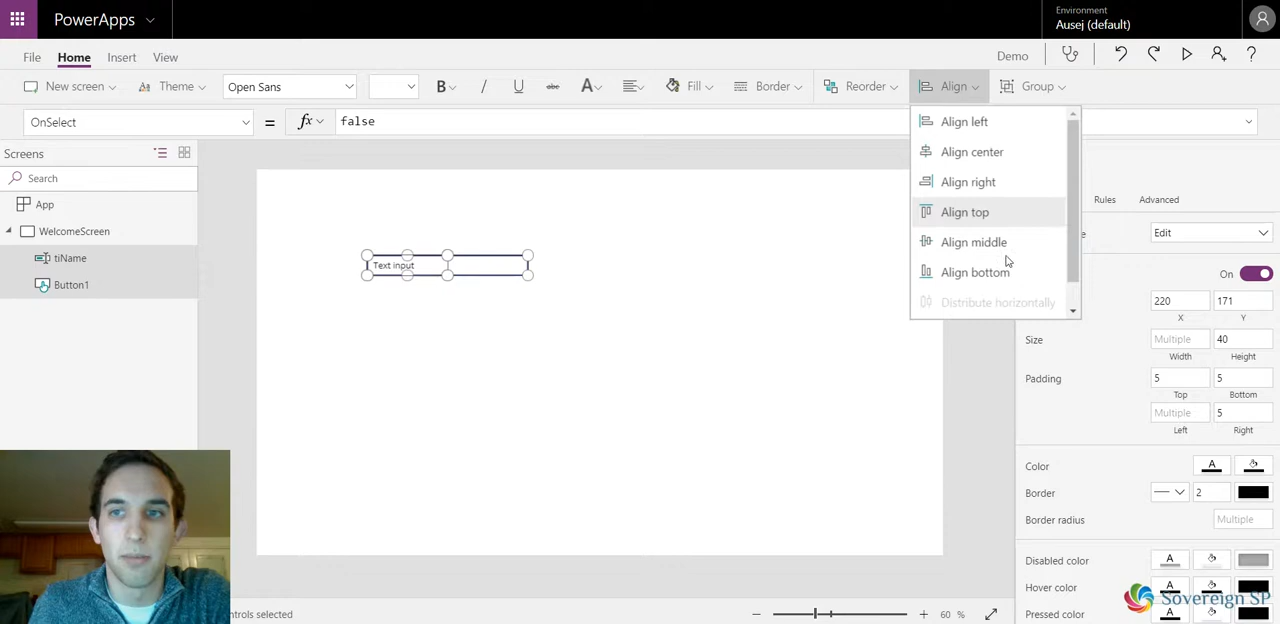 PowerApps
Environment
Ausej (default)
File
Home
Insert
View
Demo
New screen
Theme
Open Sans
B
/
U
abc
A
Fill
Border
Reorder
Align
Group
OnSelect
=
fx
false
Screens
Search
App
WelcomeScreen
tiName
Button1
Text input
Align left
Align center
Align right
Align top
Align middle
Align bottom
Distribute horizontally
Rules
Advanced
Edit
On
220
171
X
Y
Size
Multiple
40
Width
Height
Padding
5
5
Top
Bottom
Multiple
5
Left
Right
Color
A
Border
2
Border radius
Multiple
Disabled color
A
Hover color
A
Pressed color
A
Sovereign SP
ntrols selected
60 %